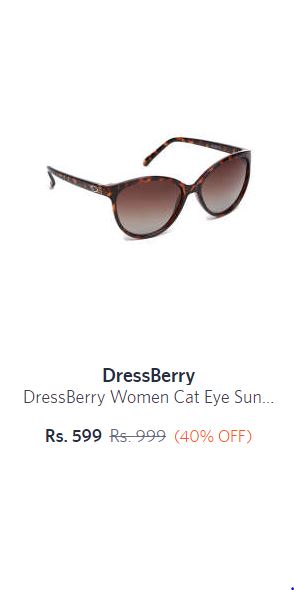 DressBerry
DressBerry Women Cat Eye Sun...
Rs. 599 Rs. 999 (40% OFF)